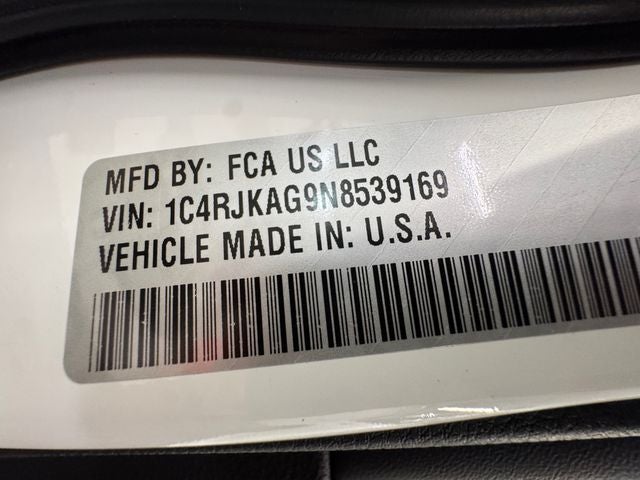 MFD BY: FCA US LLC
VIN: 1C4RJKAG9N8539169
VEHICLE MADE IN: U.S.A.